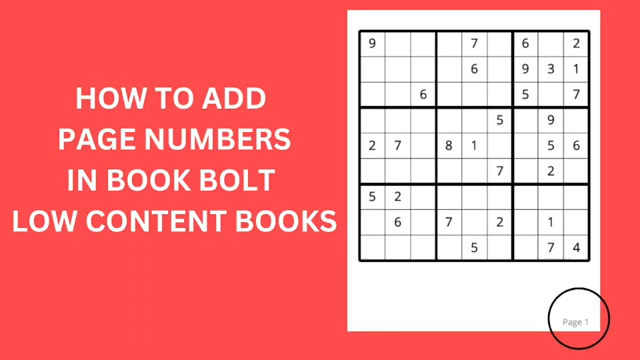 HOW TO ADD
PAGE NUMBERS
IN BOOK BOLT
LOW CONTENT BOOKS
9 7 6 2
6 9 3 1
6 5 7
5 9
2 7 8 1 5 6
7 2
5 2
6 7 2 1
5 7 4
Page 1